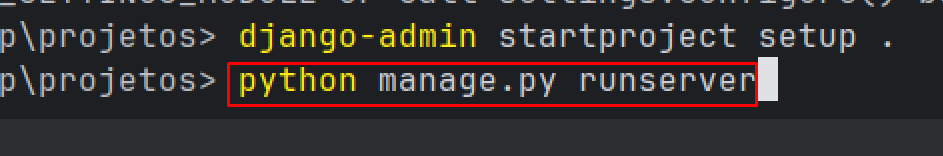 p\projetos> django-admin startproject setup .
p\projetos> python manage.py runserver